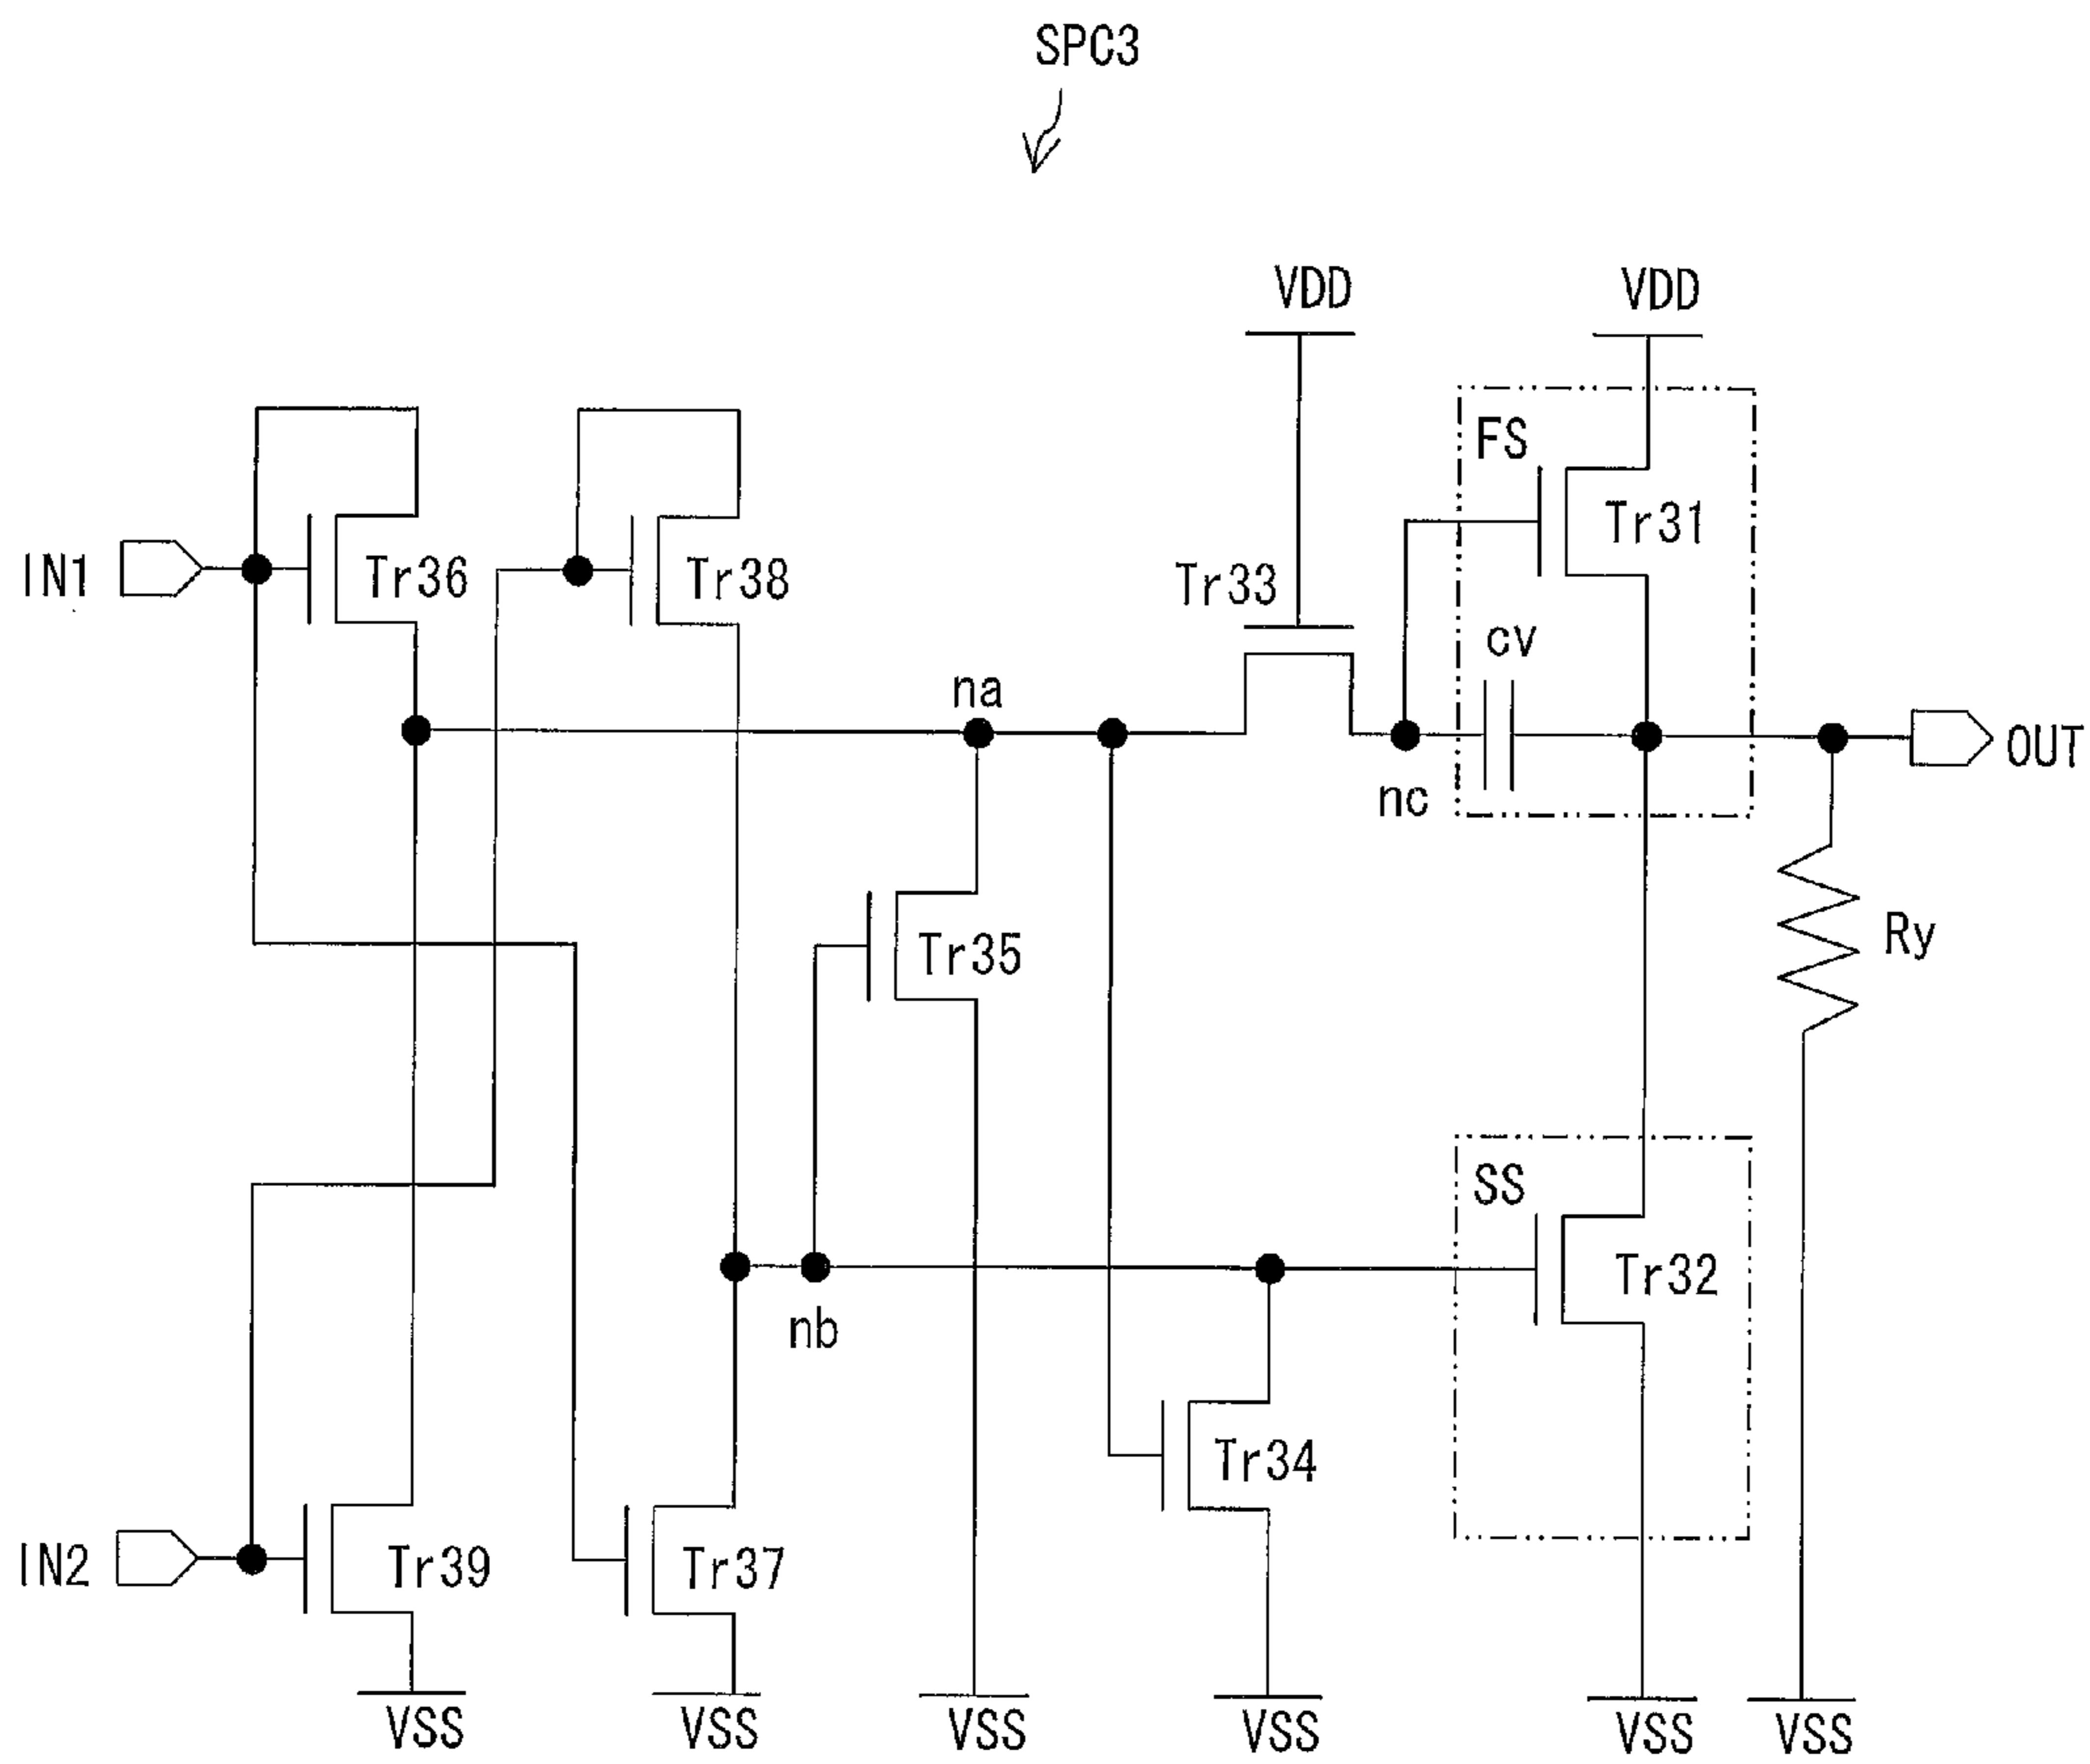 SPC3
VDD
VDD
FS
Tr31
IN1
Tr36
Tr38
Tr33
cv
na
OUT
nc
Tr35
Ry
SS
Tr32
nb
Tr34
IN2
Tr39
Tr37
VSS
VSS
VSS
VSS
VSS
VSS